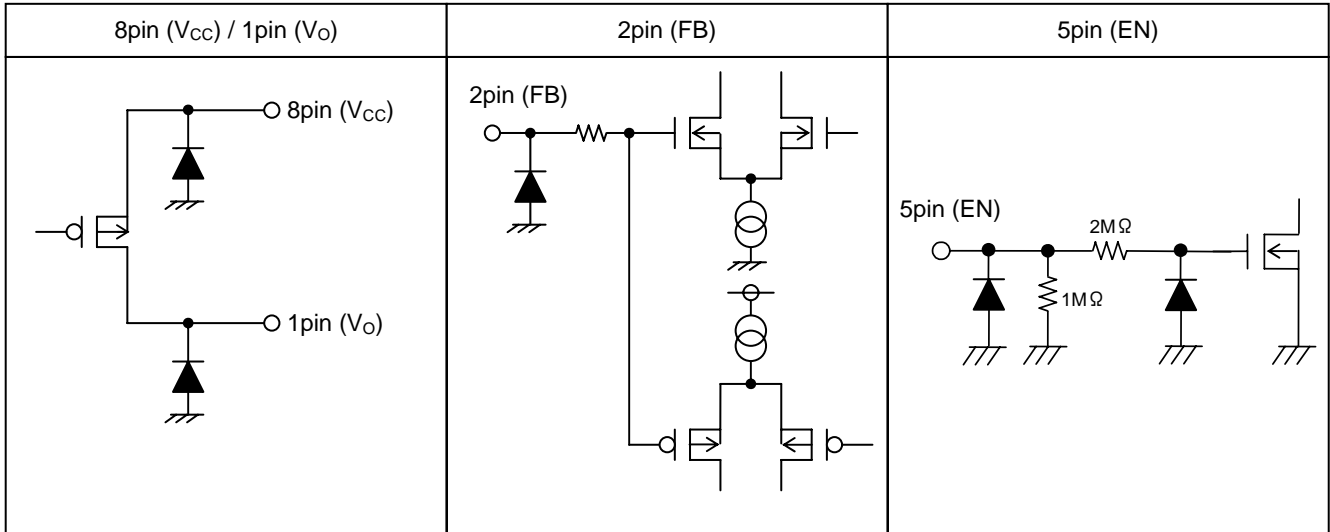 8pin (VCC) / 1pin (VO)
2pin (FB)
5pin (EN)
8pin (VCC)
1pin (VO)
2pin (FB)
5pin (EN)
2MΩ
1MΩ